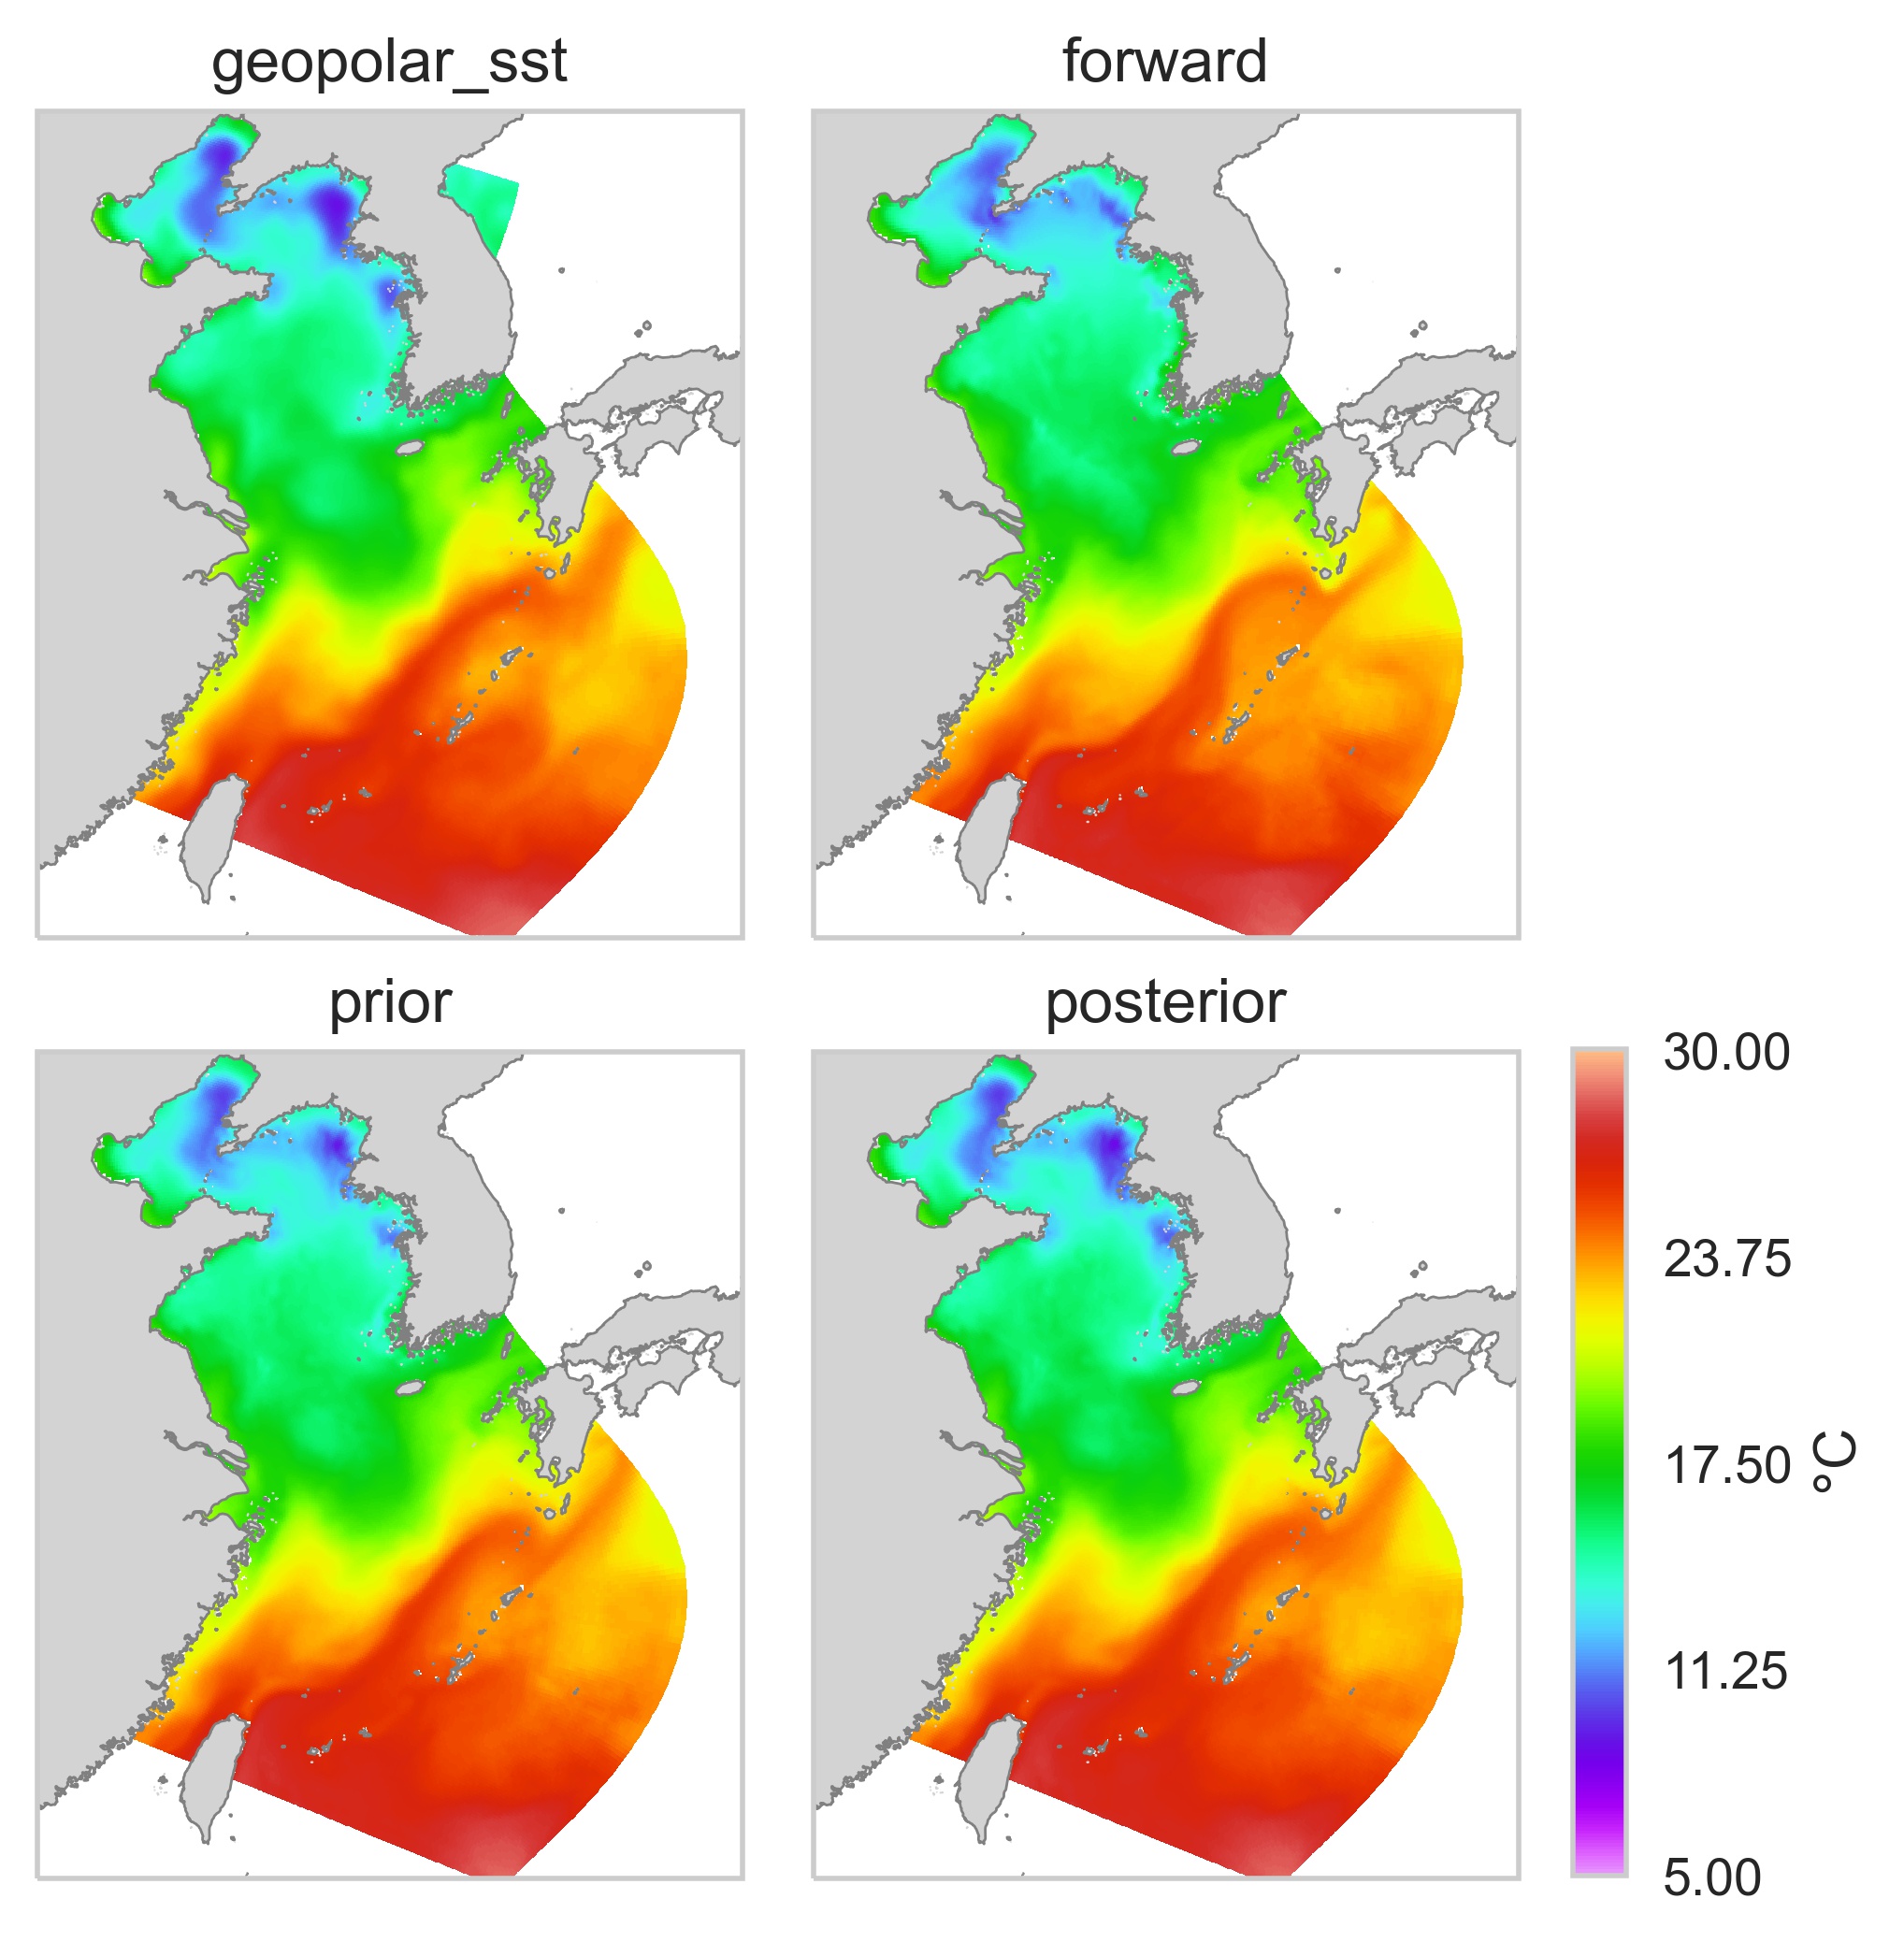 geopolar_sst
forward
prior
posterior
30.00
23.75
17.50
11.25
5.00
°C